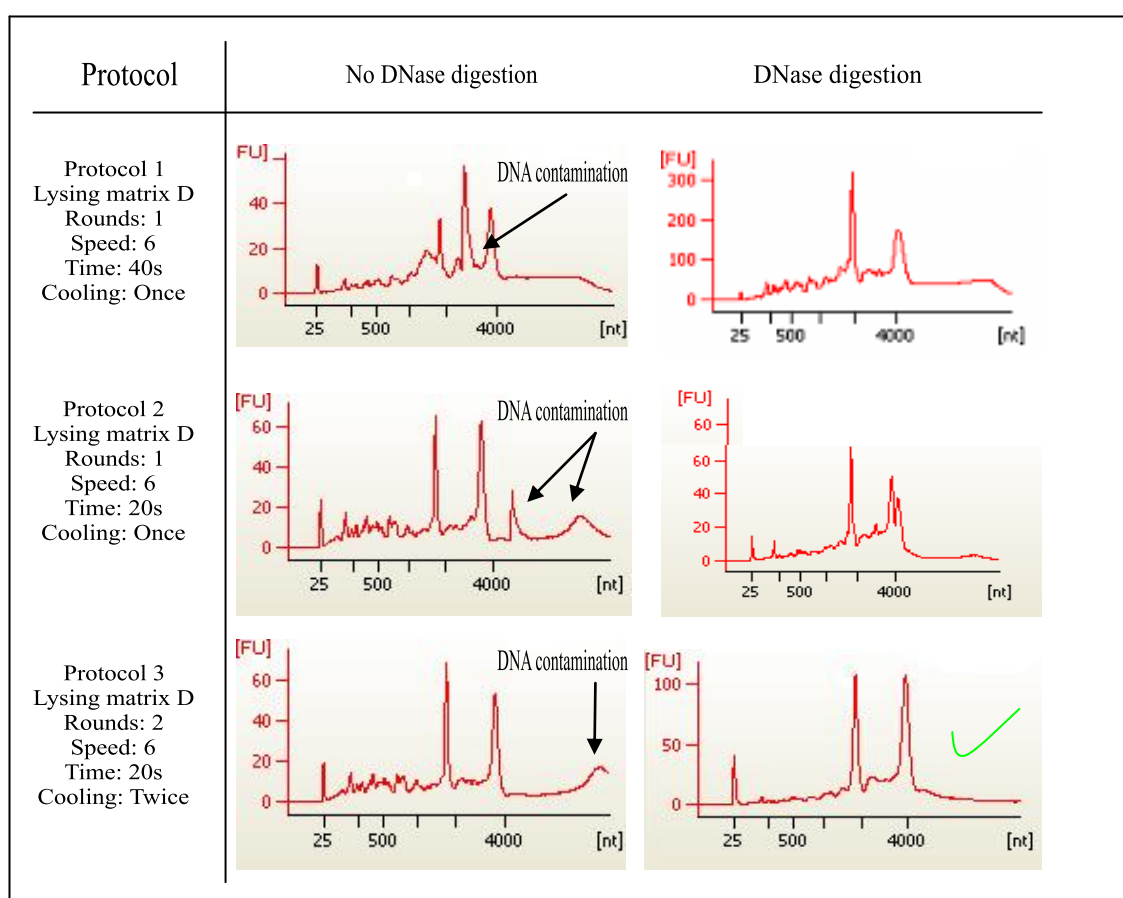 Protocol
No DNase digestion
DNase digestion
Protocol 1
Lysing matrix D
Rounds: 1
Speed: 6
Time: 40s
Cooling: Once
FU]
40
20
0
25
500
4000
[nt]
DNA contamination
[FU]
300
200
100
0
25
500
4000
[nt]
Protocol 2
Lysing matrix D
Rounds: 1
Speed: 6
Time: 20s
Cooling: Once
[FU]
60
40
20
0
25
500
4000
[nt]
DNA contamination
[FU]
60
60
40
20
0
25
500
4000
[nt]
Protocol 3
Lysing matrix D
Rounds: 2
Speed: 6
Time: 20s
Cooling: Twice
[FU]
60
40
20
0
25
500
4000
[nt]
DNA contamination
[FU]
100
50
0
25
500
4000
[nt]